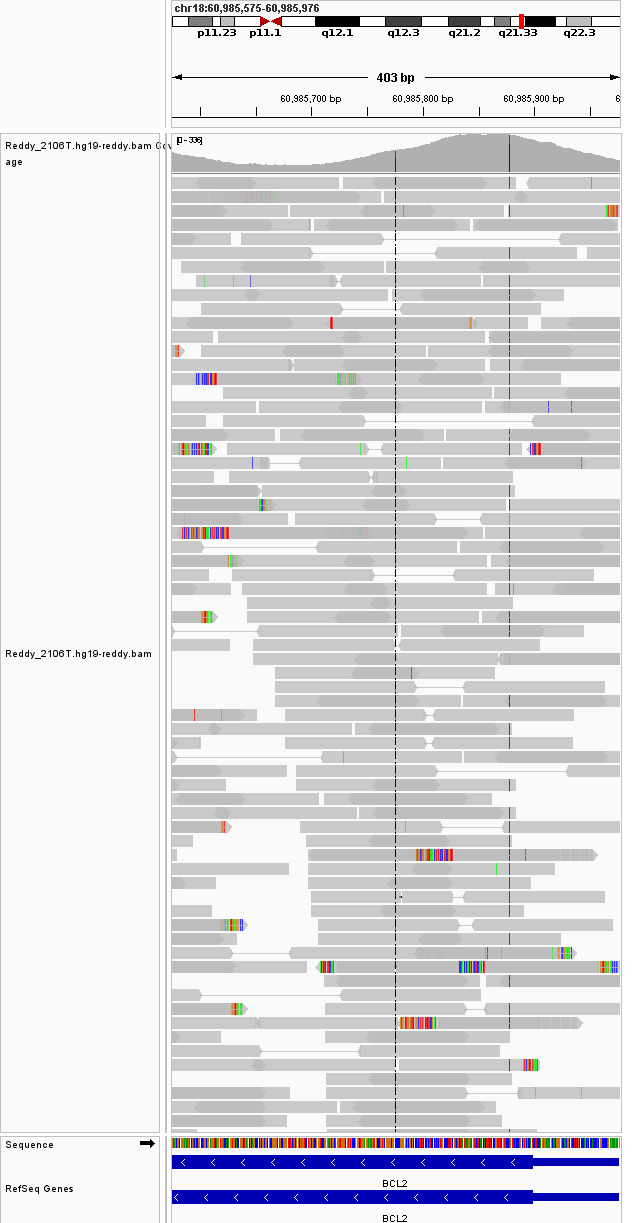 chr18:60,985,575-60,985,976
p11.23 p11.1 q12.1 q12.3 q21.2 q21.33 q22.3
403 bp
60,985,700 bp 60,985,800 bp 60,985,900 bp 6
Reddy_2106T.hg19-reddy.bam Cov
age
[0 - 336]
Reddy_2106T.hg19-reddy.bam
Sequence
BCL2
RefSeq Genes
BCL2